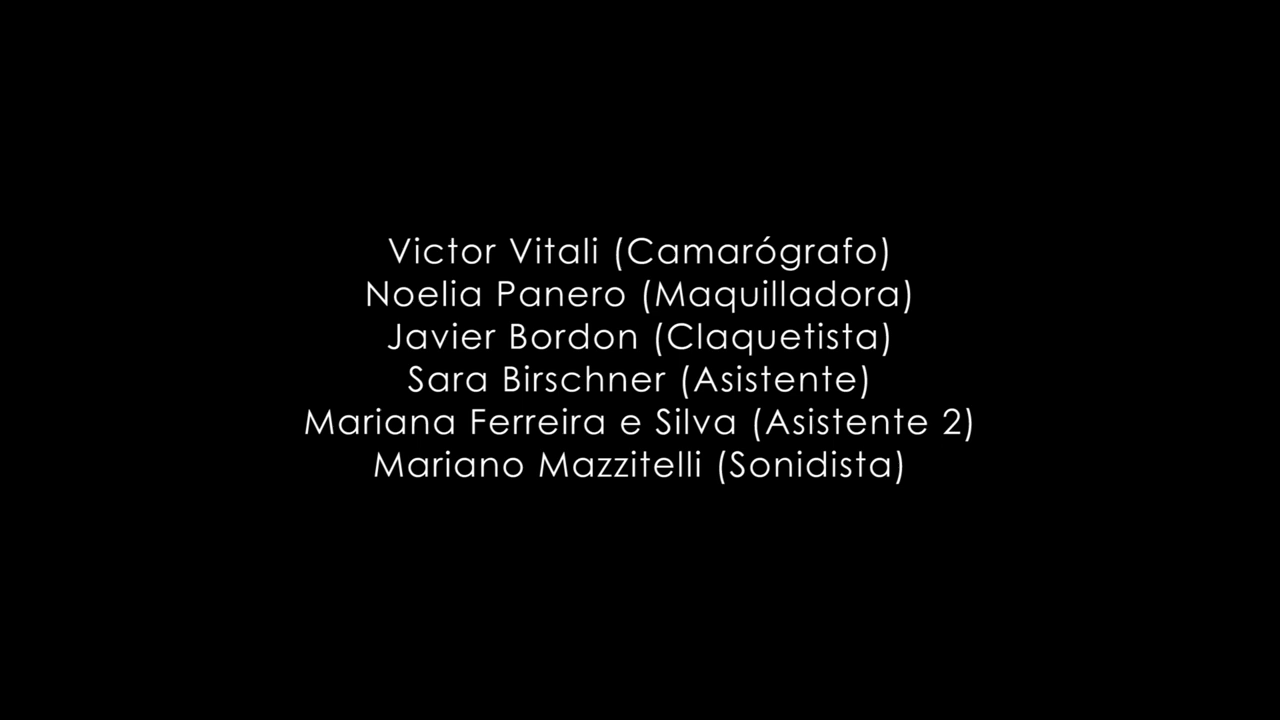 Victor Vitali (Camarógrafo)
Noelia Panero (Maquilladora)
Javier Bordon (Claquetista)
Sara Birschner (Asistente)
Mariana Ferreira e Silva (Asistente 2)
Mariano Mazzitelli (Sonidista)